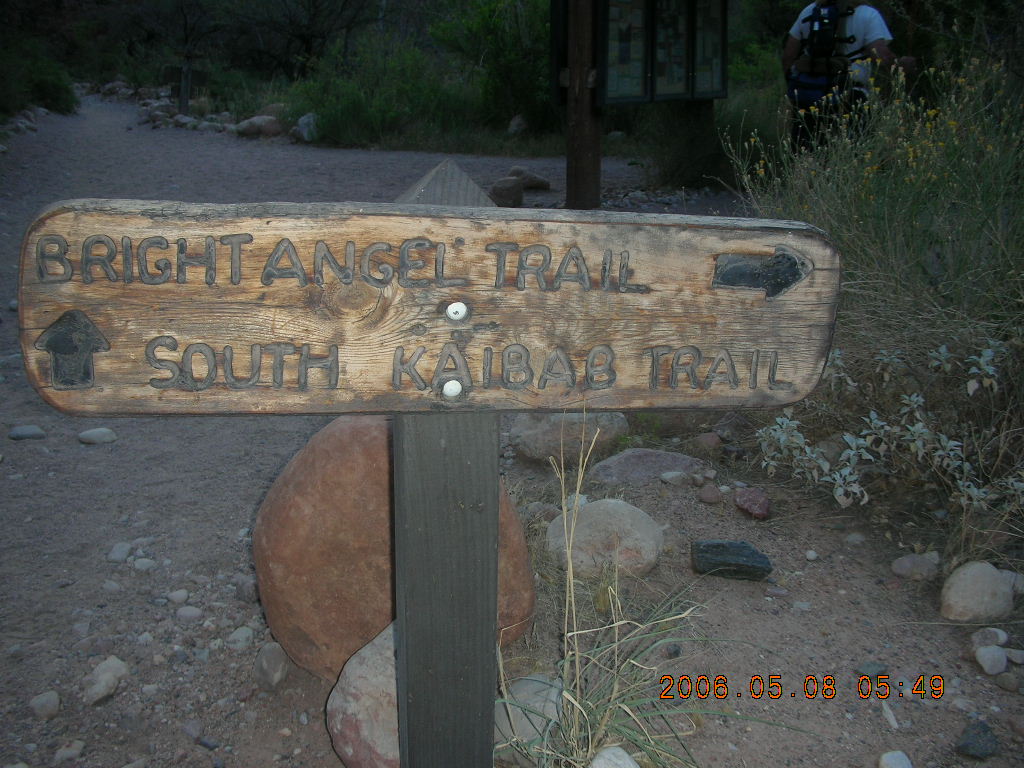 BRIGHT ANGEL TRAIL
SOUTH KAIBAB TRAIL
2006.05.08 05:49